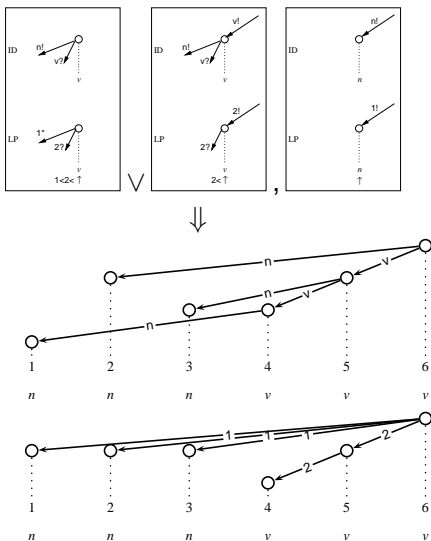 n! v? v! n! v? n!
ID ID ID
v v n
1* 2? 2! 2? 1!
LP LP LP
v v n
1<2< ↑ 2< ↑ ↑
∨ ,
⇓
n v
n v
n
1 2 3 4 5 6
n n n v v v
1 1 1 2
2
1 2 3 4 5 6
n n n v v v